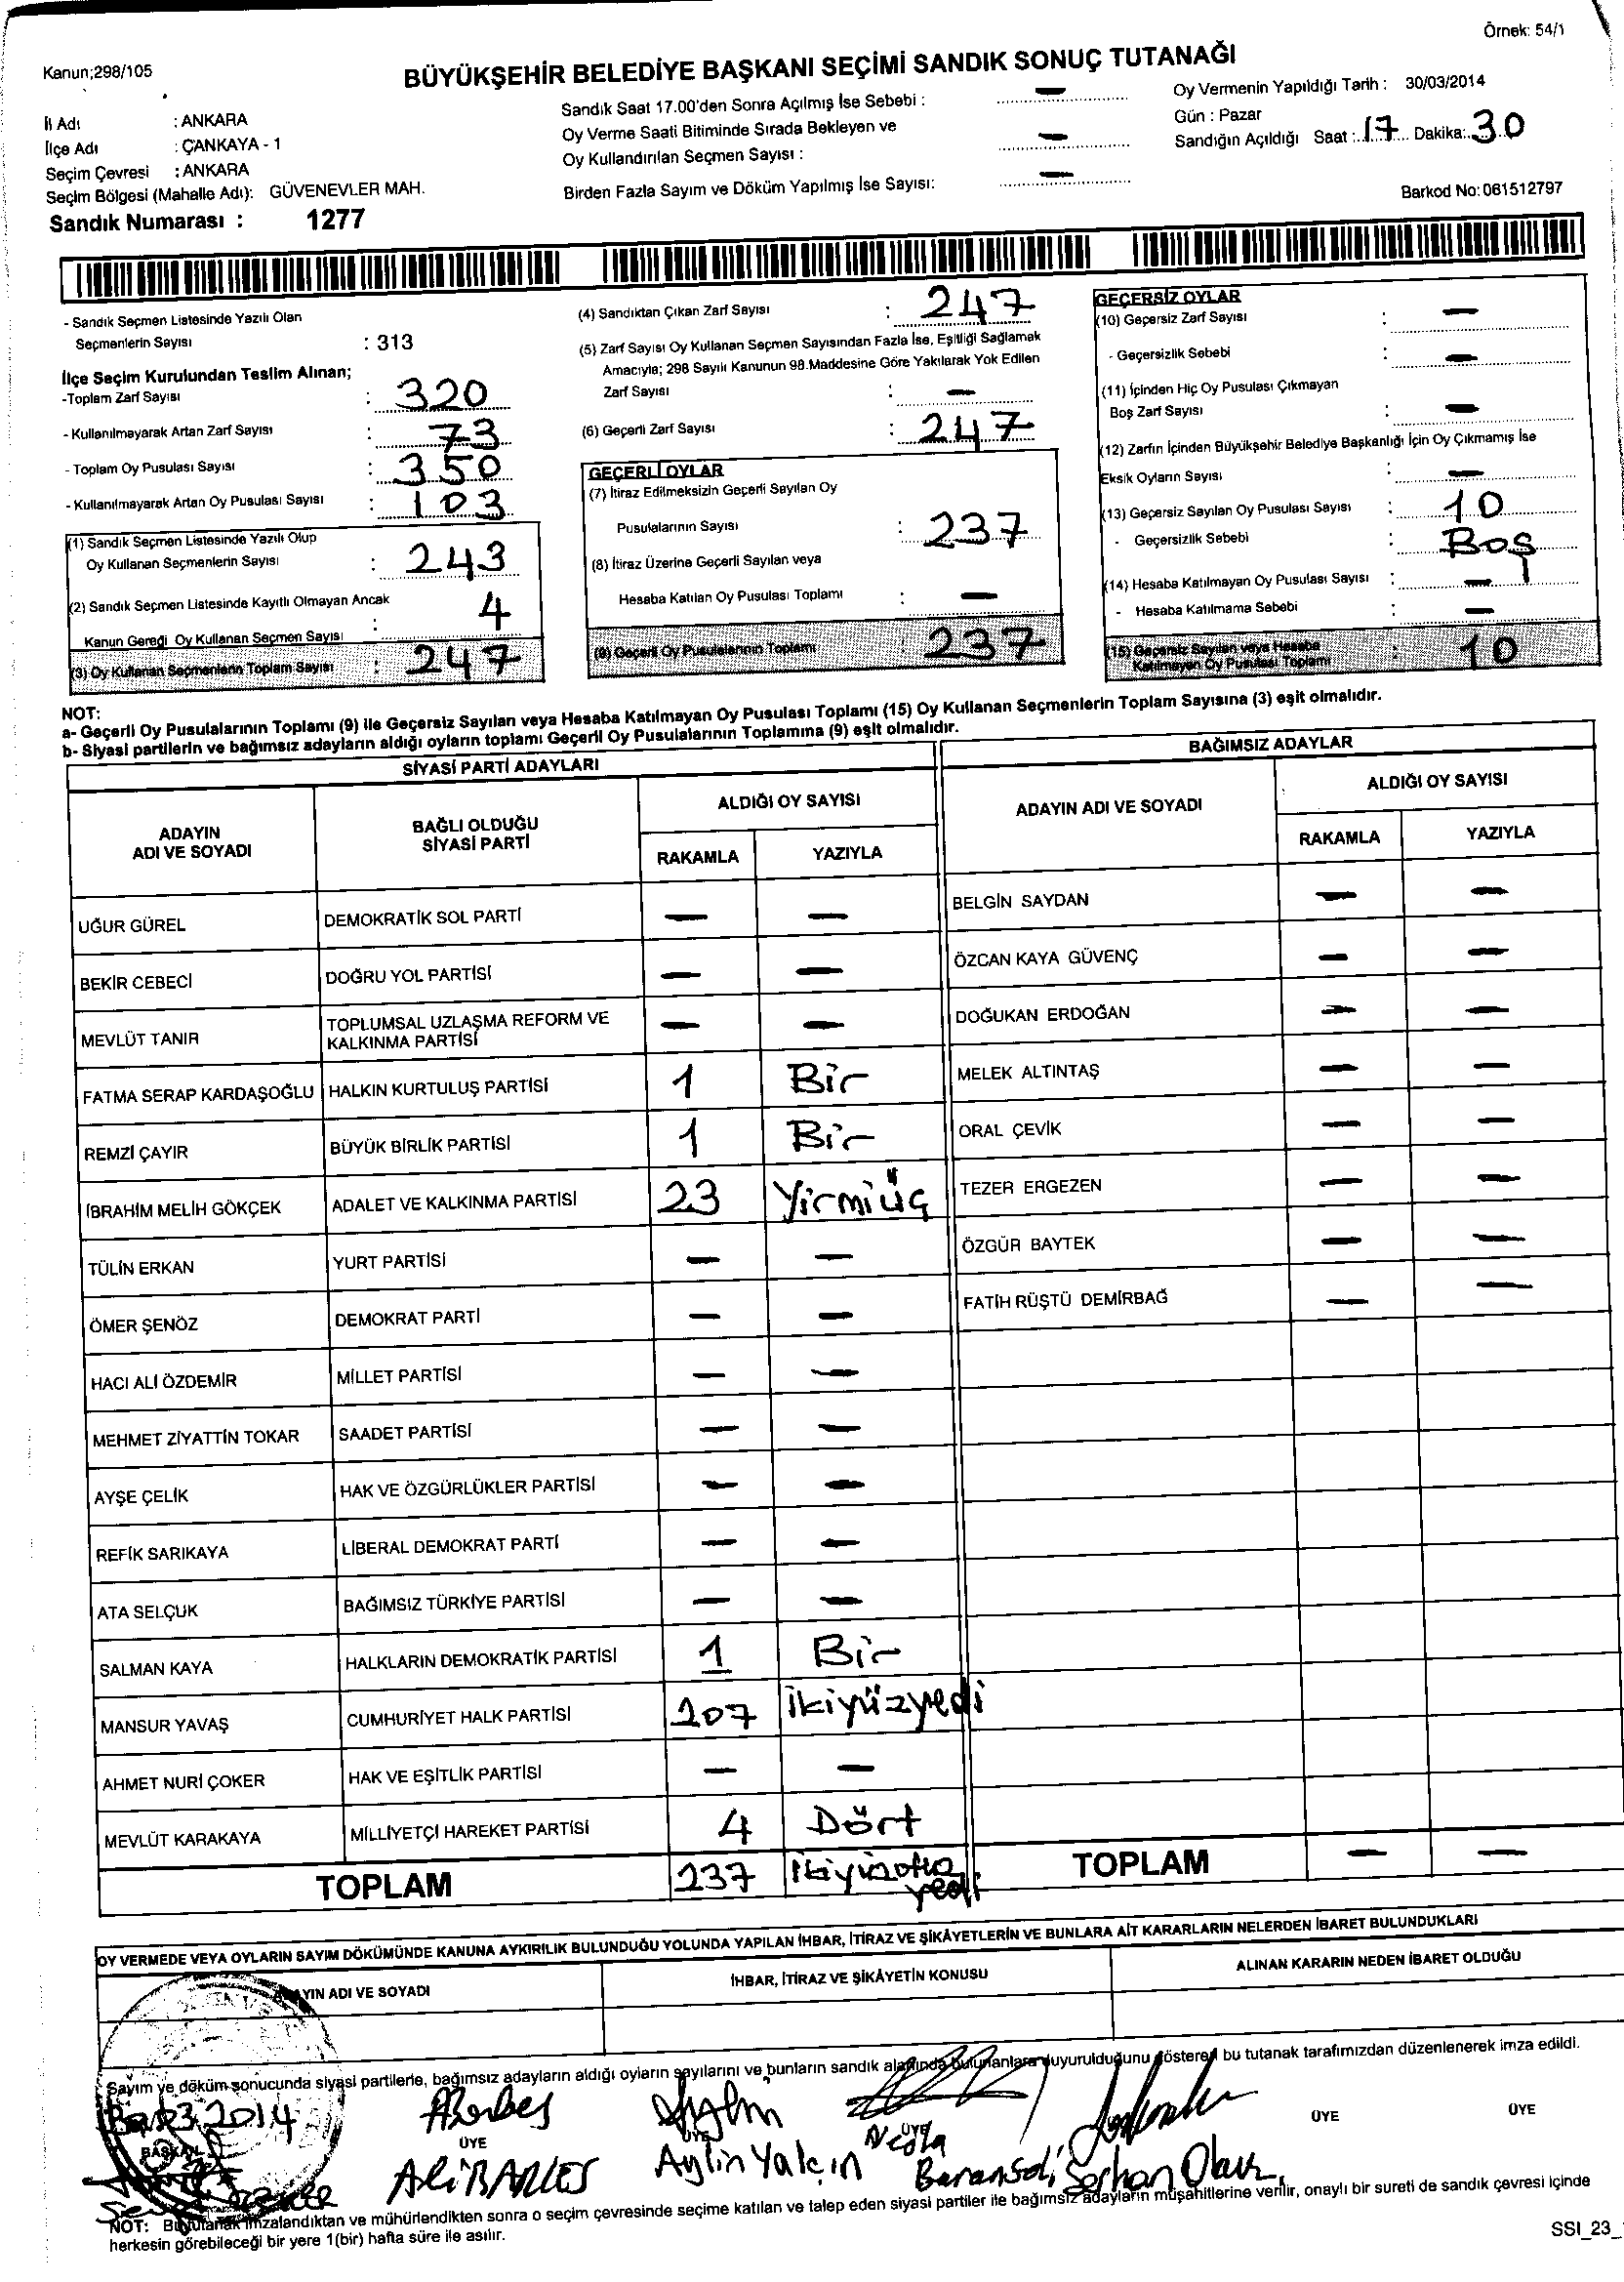 Örnek: 54/1
Kanun;298/105
BÜYÜKŞEHİR BELEDİYE BAŞKANI SEÇİMİ SANDIK SONUÇ TUTANAĞI
İl Adı : ANKARA
İlçe Adı : ÇANKAYA - 1
Seçim Çevresi : ANKARA
Seçim Bölgesi (Mahalle Adı): GÜVENEVLER MAH.
Sandık Numarası : 1277
Sandık Saat 17.00'den Sonra Açılmış İse Sebebi : —
Oy Verme Saati Bitiminde Sırada Bekleyen ve
Oy Kullandırılan Seçmen Sayısı : —
Birden Fazla Sayım ve Döküm Yapılmış İse Sayısı: —
Oy Vermenin Yapıldığı Tarih : 30/03/2014
Gün : Pazar
Sandığın Açıldığı Saat : 17 Dakika: 30
Barkod No: 061512797
- Sandık Seçmen Listesinde Yazılı Olan
Seçmenlerin Sayısı : 313
İlçe Seçim Kurulundan Teslim Alınan;
-Toplam Zarf Sayısı : 320
- Kullanılmayarak Artan Zarf Sayısı : 73
- Toplam Oy Pusulası Sayısı : 350
- Kullanılmayarak Artan Oy Pusulası Sayısı : 103
(1) Sandık Seçmen Listesinde Yazılı Olup
Oy Kullanan Seçmenlerin Sayısı : 243
(2) Sandık Seçmen Listesinde Kayıtlı Olmayan Ancak
Kanun Gereği Oy Kullanan Seçmen Sayısı : 4
(3) Oy Kullanan Seçmenlerin Toplam Sayısı : 247
(4) Sandıktan Çıkan Zarf Sayısı : 247
(5) Zarf Sayısı Oy Kullanan Seçmen Sayısından Fazla İse, Eşitliği Sağlamak
Amacıyla; 298 Sayılı Kanunun 98.Maddesine Göre Yakılarak Yok Edilen
Zarf Sayısı : —
(6) Geçerli Zarf Sayısı : 247
GEÇERLİ OYLAR
(7) İtiraz Edilmeksizin Geçerli Sayılan Oy
Pusulalarının Sayısı : 237
(8) İtiraz Üzerine Geçerli Sayılan veya
Hesaba Katılan Oy Pusulası Toplamı : —
(9) Geçerli Oy Pusulalarının Toplamı : 237
GEÇERSİZ OYLAR
(10) Geçersiz Zarf Sayısı : —
- Geçersizlik Sebebi : —
(11) İçinden Hiç Oy Pusulası Çıkmayan
Boş Zarf Sayısı : —
(12) Zarfın İçinden Büyükşehir Belediye Başkanlığı İçin Oy Çıkmamış İse
Eksik Oyların Sayısı : —
(13) Geçersiz Sayılan Oy Pusulası Sayısı : 10
- Geçersizlik Sebebi : Boş
(14) Hesaba Katılmayan Oy Pusulası Sayısı : —
- Hesaba Katılmama Sebebi : —
(15) Geçersiz Sayılan veya Hesaba
Katılmayan Oy Pusulası Toplamı : 10
NOT:
a- Geçerli Oy Pusulalarının Toplamı (9) ile Geçersiz Sayılan veya Hesaba Katılmayan Oy Pusulası Toplamı (15) Oy Kullanan Seçmenlerin Toplam Sayısına (3) eşit olmalıdır.
b- Siyasi partilerin ve bağımsız adayların aldığı oyların toplamı Geçerli Oy Pusulalarının Toplamına (9) eşit olmalıdır.
SİYASİ PARTİ ADAYLARI
ADAYIN ADI VE SOYADI BAĞLI OLDUĞU SİYASİ PARTİ ALDIĞI OY SAYISI
RAKAMLA YAZIYLA
UĞUR GÜREL DEMOKRATİK SOL PARTİ — —
BEKİR CEBECİ DOĞRU YOL PARTİSİ — —
MEVLÜT TANIR TOPLUMSAL UZLAŞMA REFORM VE KALKINMA PARTİSİ — —
FATMA SERAP KARDAŞOĞLU HALKIN KURTULUŞ PARTİSİ 1 Bir
REMZİ ÇAYIR BÜYÜK BİRLİK PARTİSİ 1 Bir
İBRAHİM MELİH GÖKÇEK ADALET VE KALKINMA PARTİSİ 23 Yirmiüç
TÜLİN ERKAN YURT PARTİSİ — —
ÖMER ŞENÖZ DEMOKRAT PARTİ — —
HACI ALİ ÖZDEMİR MİLLET PARTİSİ — —
MEHMET ZİYATTİN TOKAR SAADET PARTİSİ — —
AYŞE ÇELİK HAK VE ÖZGÜRLÜKLER PARTİSİ — —
REFİK SARIKAYA LİBERAL DEMOKRAT PARTİ — —
ATA SELÇUK BAĞIMSIZ TÜRKİYE PARTİSİ — —
SALMAN KAYA HALKLARIN DEMOKRATİK PARTİSİ 1 Bir
MANSUR YAVAŞ CUMHURİYET HALK PARTİSİ 207 İkiyüzyedi
AHMET NURİ ÇOKER HAK VE EŞİTLİK PARTİSİ — —
MEVLÜT KARAKAYA MİLLİYETÇİ HAREKET PARTİSİ 4 Dört
TOPLAM 237 İkiyüzotuz
yedi
BAĞIMSIZ ADAYLAR
ADAYIN ADI VE SOYADI ALDIĞI OY SAYISI
RAKAMLA YAZIYLA
BELGİN SAYDAN — —
ÖZCAN KAYA GÜVENÇ — —
DOĞUKAN ERDOĞAN — —
MELEK ALTINTAŞ — —
ORAL ÇEVİK — —
TEZER ERGEZEN — —
ÖZGÜR BAYTEK — —
FATİH RÜŞTÜ DEMİRBAĞ — —
TOPLAM — —
OY VERMEDE VEYA OYLARIN SAYIM DÖKÜMÜNDE KANUNA AYKIRILIK BULUNDUĞU YOLUNDA YAPILAN İHBAR, İTİRAZ VE ŞİKÂYETLERİN VE BUNLARA AİT KARARLARIN NELERDEN İBARET BULUNDUKLARI
ADAYIN ADI VE SOYADI İHBAR, İTİRAZ VE ŞİKÂYETİN KONUSU ALINAN KARARIN NEDEN İBARET OLDUĞU
Sayım ve döküm sonucunda siyasi partilerle, bağımsız adayların aldığı oyların sayılarını ve bunların sandık alanında bulunanlara duyurulduğunu gösteren bu tutanak tarafımızdan düzenlenerek imza edildi.
2014
BAŞKAN ÜYE ÜYE ÜYE ÜYE ÜYE
Ali BARLES Aylin Yalçın Nesta Baransel Serhan
NOT: Bu tutanak imzalandıktan ve mühürlendikten sonra o seçim çevresinde seçime katılan ve talep eden siyasi partiler ile bağımsız adayların müşahitlerine verilir, onaylı bir sureti de sandık çevresi içinde
herkesin görebileceği bir yere 1(bir) hafta süre ile asılır.
SSI_23_